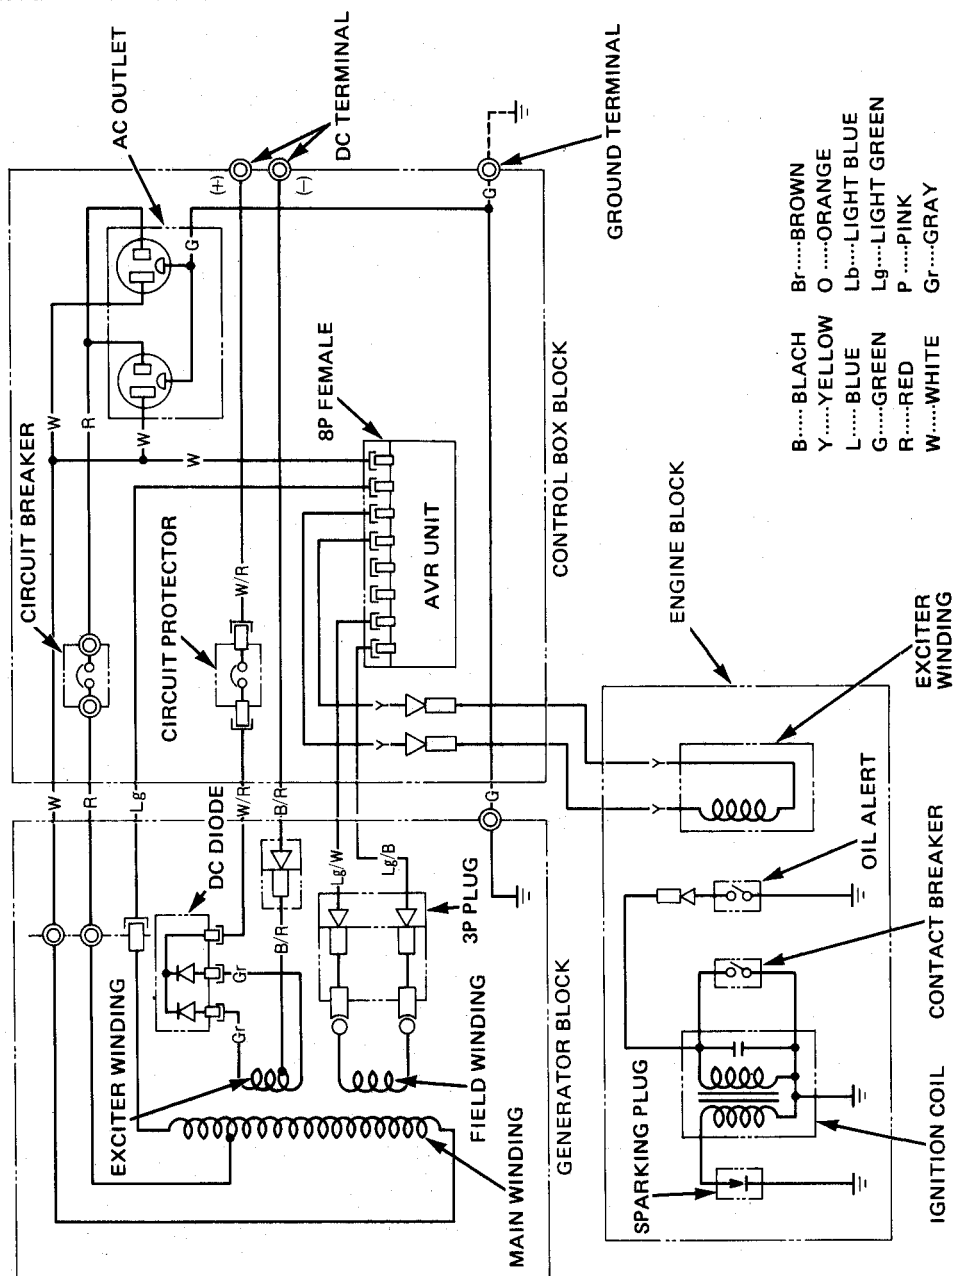 CIRCUIT BREAKER
AC OUTLET
W
R
W
R
W
W
G
Lg
EXCITER WINDING
DC DIODE
CIRCUIT PROTECTOR
W/R
W/R
(+)
DC TERMINAL
Gr
Gr
B/R
B/R
(−)
8P FEMALE
Lg/W
Lg/B
Y
Y
AVR UNIT
MAIN WINDING
FIELD WINDING
3P PLUG
G
G
GROUND TERMINAL
GENERATOR BLOCK
CONTROL BOX BLOCK
SPARKING PLUG
Y
Y
ENGINE BLOCK
OIL ALERT
EXCITER
WINDING
IGNITION COIL
CONTACT BREAKER
B.....BLACH
Br....BROWN
Y.....YELLOW
O .....ORANGE
L.....BLUE
Lb....LIGHT BLUE
G.....GREEN
Lg....LIGHT GREEN
R.....RED
P .....PINK
W....WHITE
Gr....GRAY